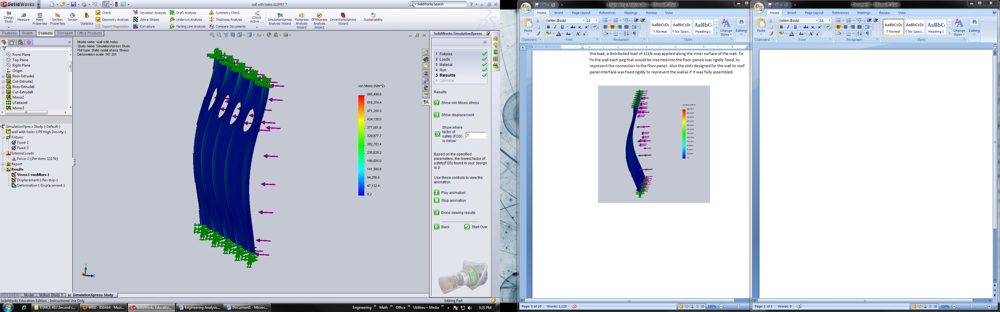 SolidWorks
wall with holes.SLDPRT *
SolidWorks Search
Design Study
Measure
Mass Properties
Section Properties
Sensor
Statistics
Check
Geometry Analysis
Import Diagnostics
Deviation Analysis
Zebra Stripes
Curvature
Draft Analysis
Undercut Analysis
Parting Line Analysis
Symmetry Check
Thickness Analysis
Compare Documents
Check Active ...
SimulationXpress Analysis Wizard
FloXpress Analysis Wizard
DFMXpress Analysis Wizard
DriveWorksXpress Wizard
Sustainability
Features Sketch Evaluate DimXpert Office Products
Front Plane
Top Plane
Right Plane
Origin
Boss-Extrude1
Cut-Extrude2
Boss-Extrude6
Cut-Extrude8
Mirror2
LPattern9
Mirror3
SimulationXpress Study (-Default-)
wall with holes (-PE High Density-)
Fixtures
Fixed-2
Fixed-3
External Loads
Force-2 (:Per item: 111 N:)
Report
Results
Stress (-vonMises-)
Displacement (-Res disp-)
Deformation (-Displacement-)
Model name: wall with holes
Study name: SimulationXpress Study
Plot type: Static nodal stress Stress
Deformation scale: 347.301
von Mises (N/m^2)
565,498.6
518,374.4
471,250.3
424,126.0
377,001.8
329,877.7
282,753.4
235,629.2
188,505.0
141,380.8
94,256.6
47,132.4
8.2
Y
Z
SolidWorks SimulationXpress
1 Fixtures
2 Loads
3 Material
4 Run
5 Results
6 Optimize
Results
Show von Mises stress
Show displacement
Show where
factor of
safety (FOS)
is below:
1
Based on the specified
parameters, the lowest factor of
safety(FOS) found in your design
is 0
Use these controls to view the
animation.
Play animation
Stop animation
Done viewing results
Back Start Over
Model Motion Study 1 SimulationXpress Study
SolidWorks Education Edition - Instructional Use Only
Editing Part
I:\MCE 401\Second s...
WEEI - 850AM - Mozi...
SolidWorks Educatio...
Engineering Analysis...
Document1 - Micros...
Engineering » Math » Office » Utilities + Media »
3:35 PM
Engineering Analysis.docx - Microsoft Word
Home Insert Page Layout References Mailings Review View
Paste
Calibri (Body) 11
AaBbCcDc AaBbCcDc AaBbCc
¶ Normal ¶ No Spaci... Heading 1
Change Styles
Editing
Clipboard Font Paragraph Styles
this load, a distributed load of 111N was applied along the inner surface of the wall. To
fix the wall each peg that would be inserted into the floor panels was rigidly fixed, to
represent the connection to the floor panel. Also the slots designed for the wall to roof
panel interface was fixed rigidly to represent the wall as if it was fully assembled.
Page: 5 of 10 Words: 1,125 100%
Document1 - Microsoft Word
Home Insert Page Layout References Mailings Review View
Paste
Calibri (Body) 11
AaBbCcDc AaBbCcDc AaBbCc
¶ Normal ¶ No Spaci... Heading 1
Change Styles
Editing
Clipboard Font Paragraph Styles
Page: 1 of 1 Words: 0 100%